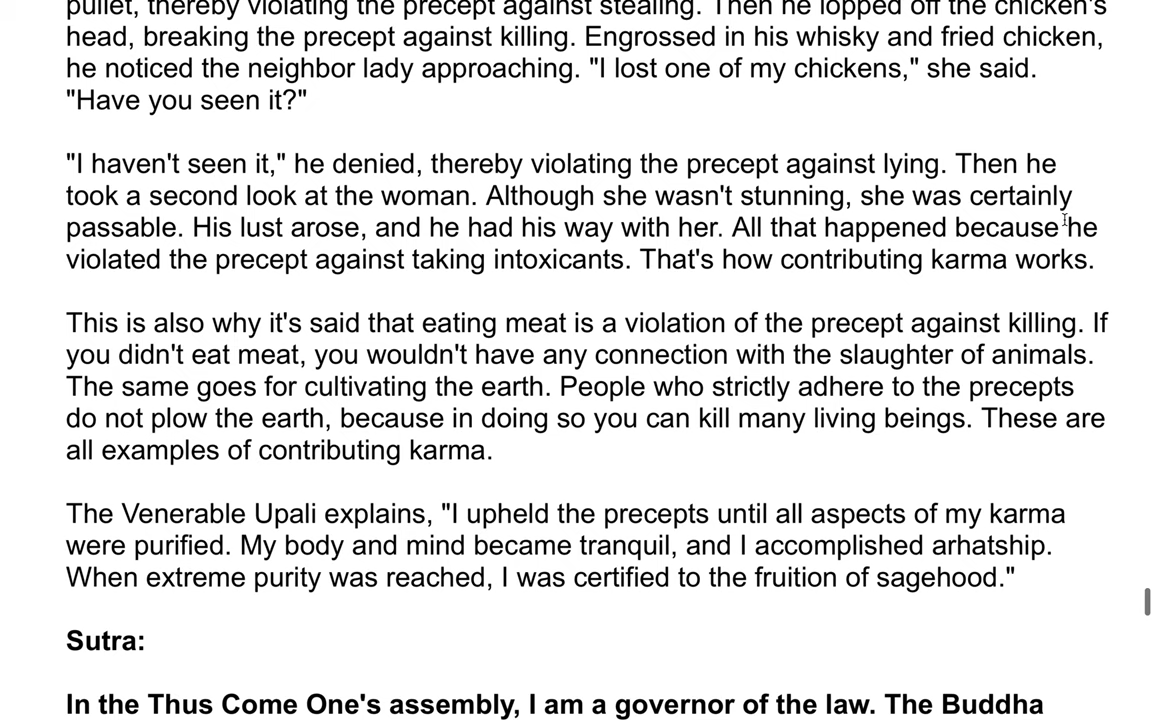 pullet, thereby violating the precept against stealing. Then he lopped off the chicken's
head, breaking the precept against killing. Engrossed in his whisky and fried chicken,
he noticed the neighbor lady approaching. "I lost one of my chickens," she said.
"Have you seen it?"
"I haven't seen it," he denied, thereby violating the precept against lying. Then he
took a second look at the woman. Although she wasn't stunning, she was certainly
passable. His lust arose, and he had his way with her. All that happened because he
violated the precept against taking intoxicants. That's how contributing karma works.
This is also why it's said that eating meat is a violation of the precept against killing. If
you didn't eat meat, you wouldn't have any connection with the slaughter of animals.
The same goes for cultivating the earth. People who strictly adhere to the precepts
do not plow the earth, because in doing so you can kill many living beings. These are
all examples of contributing karma.
The Venerable Upali explains, "I upheld the precepts until all aspects of my karma
were purified. My body and mind became tranquil, and I accomplished arhatship.
When extreme purity was reached, I was certified to the fruition of sagehood."
Sutra:
In the Thus Come One's assembly, I am a governor of the law. The Buddha